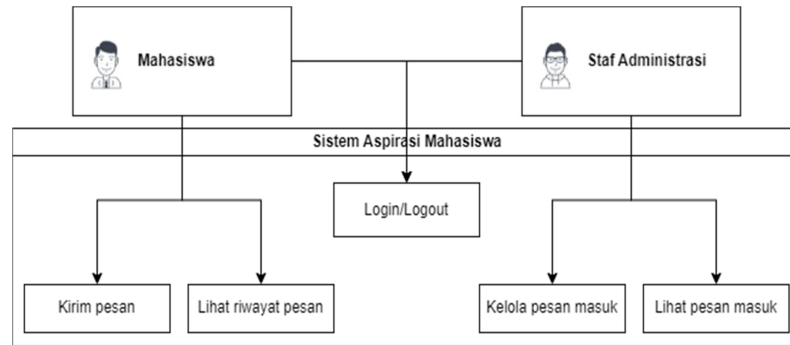 Mahasiswa
Staf Administrasi
Sistem Aspirasi Mahasiswa
Login/Logout
Kirim pesan
Lihat riwayat pesan
Kelola pesan masuk
Lihat pesan masuk